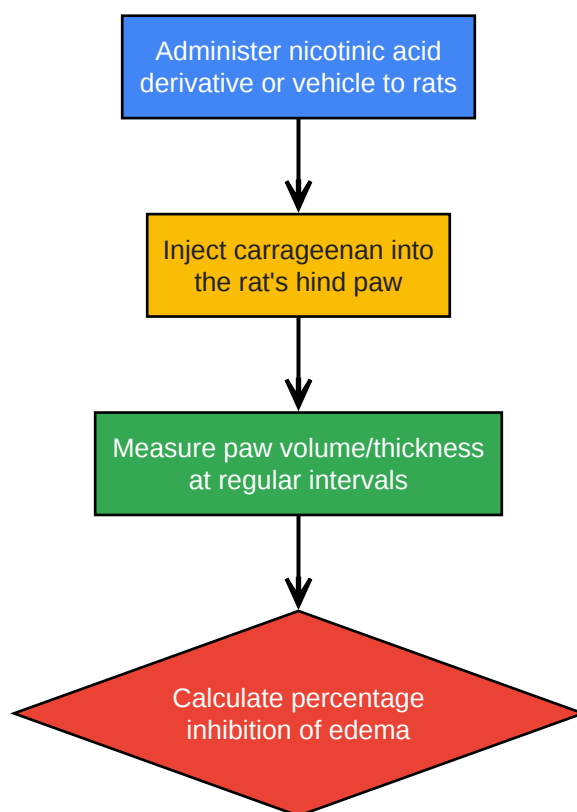 Administer nicotinic acid
derivative or vehicle to rats
Inject carrageenan into
the rat's hind paw
Measure paw volume/thickness
at regular intervals
Calculate percentage
inhibition of edema